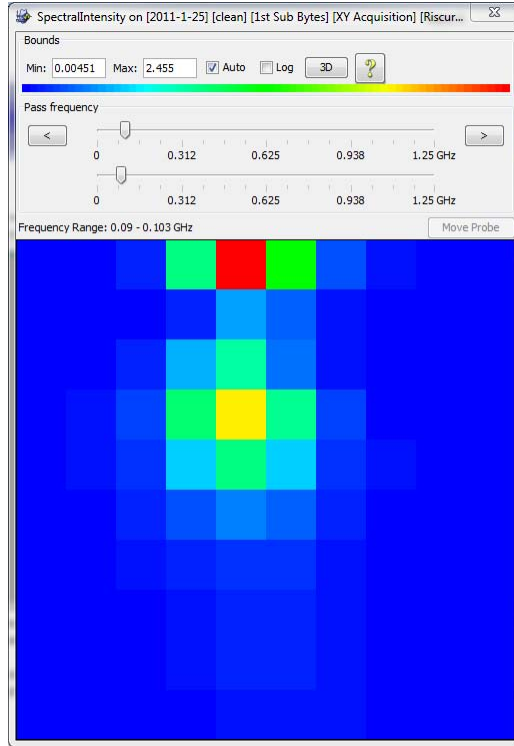 SpectralIntensity on [2011-1-25] [clean] [1st Sub Bytes] [XY Acquisition] [Riscur...
Bounds
Min: 0.00451 Max: 2.455 Auto Log 3D ?
Pass frequency
< >
0 0.312 0.625 0.938 1.25 GHz
0 0.312 0.625 0.938 1.25 GHz
Frequency Range: 0.09 - 0.103 GHz Move Probe